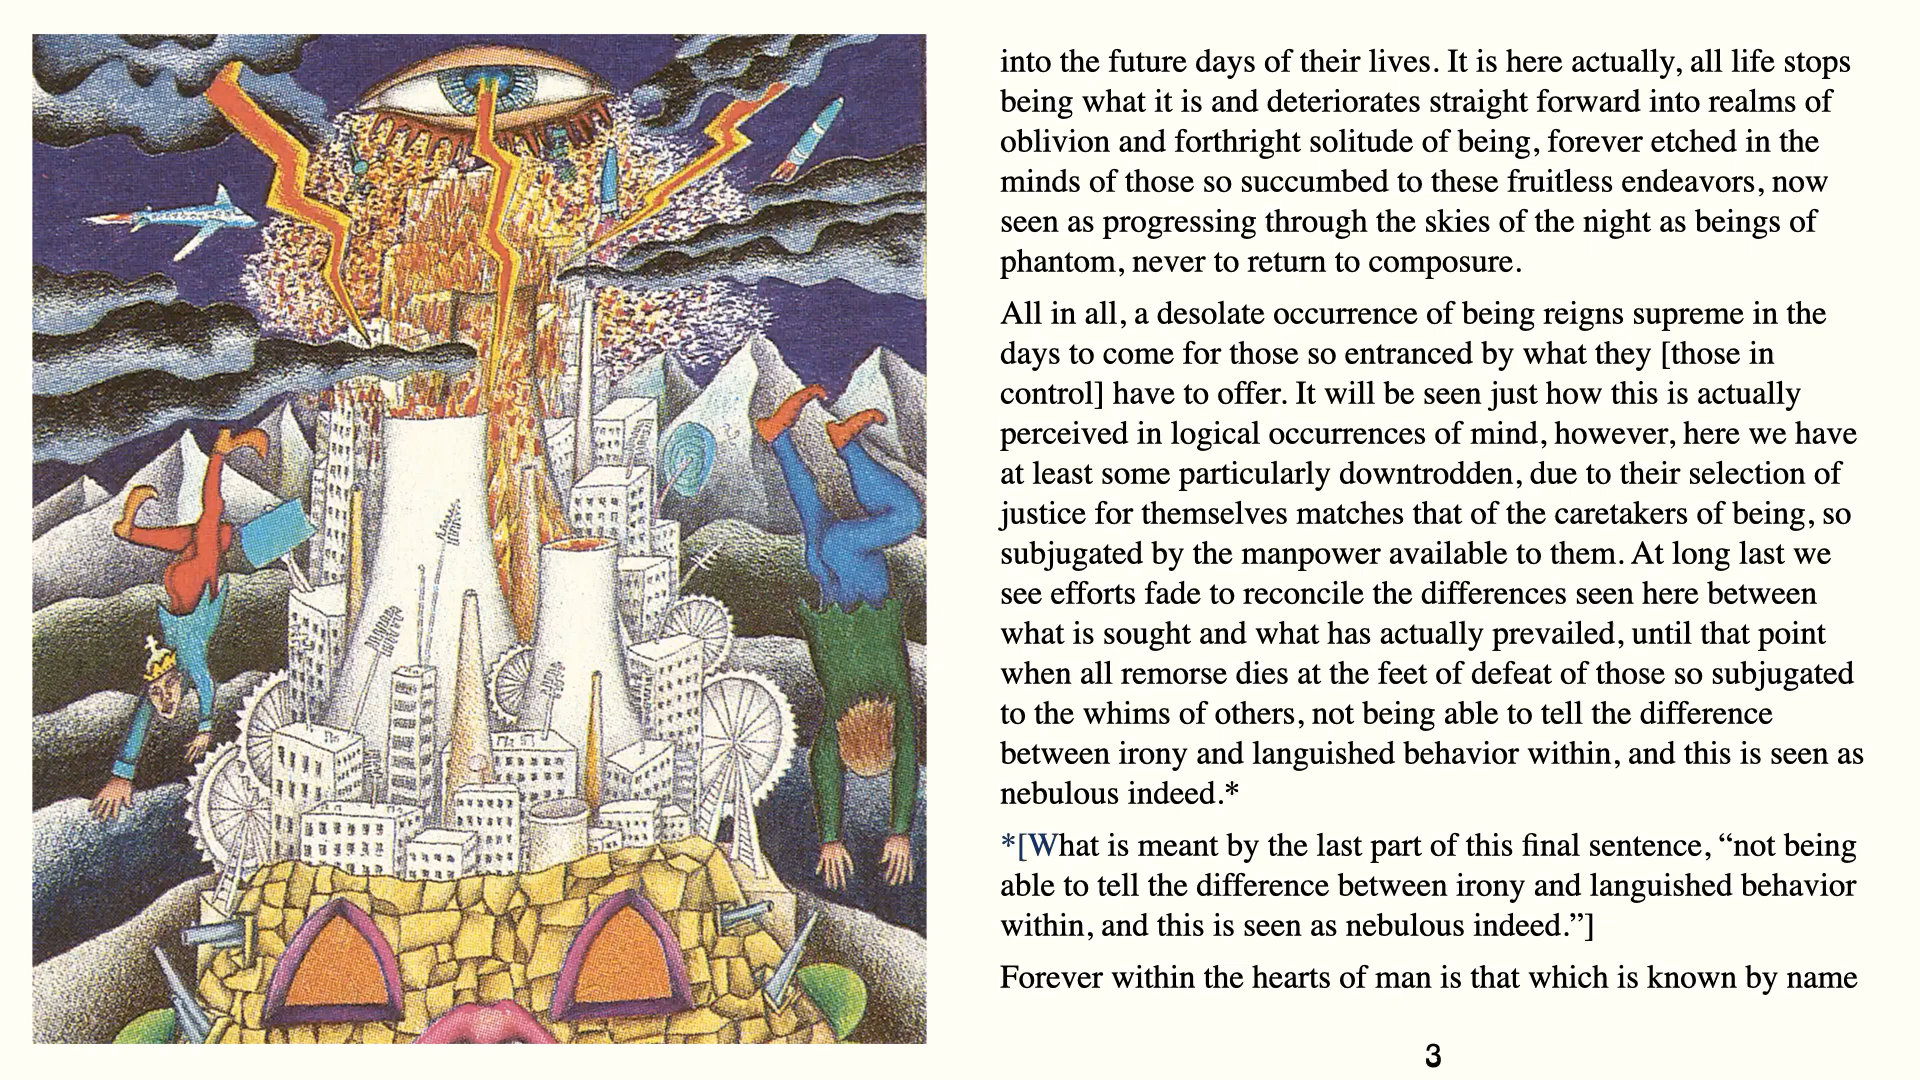 into the future days of their lives. It is here actually, all life stops
being what it is and deteriorates straight forward into realms of
oblivion and forthright solitude of being, forever etched in the
minds of those so succumbed to these fruitless endeavors, now
seen as progressing through the skies of the night as beings of
phantom, never to return to composure.
All in all, a desolate occurrence of being reigns supreme in the
days to come for those so entranced by what they [those in
control] have to offer. It will be seen just how this is actually
perceived in logical occurrences of mind, however, here we have
at least some particularly downtrodden, due to their selection of
justice for themselves matches that of the caretakers of being, so
subjugated by the manpower available to them. At long last we
see efforts fade to reconcile the differences seen here between
what is sought and what has actually prevailed, until that point
when all remorse dies at the feet of defeat of those so subjugated
to the whims of others, not being able to tell the difference
between irony and languished behavior within, and this is seen as
nebulous indeed.*
*[What is meant by the last part of this final sentence, “not being
able to tell the difference between irony and languished behavior
within, and this is seen as nebulous indeed.”]
Forever within the hearts of man is that which is known by name
3